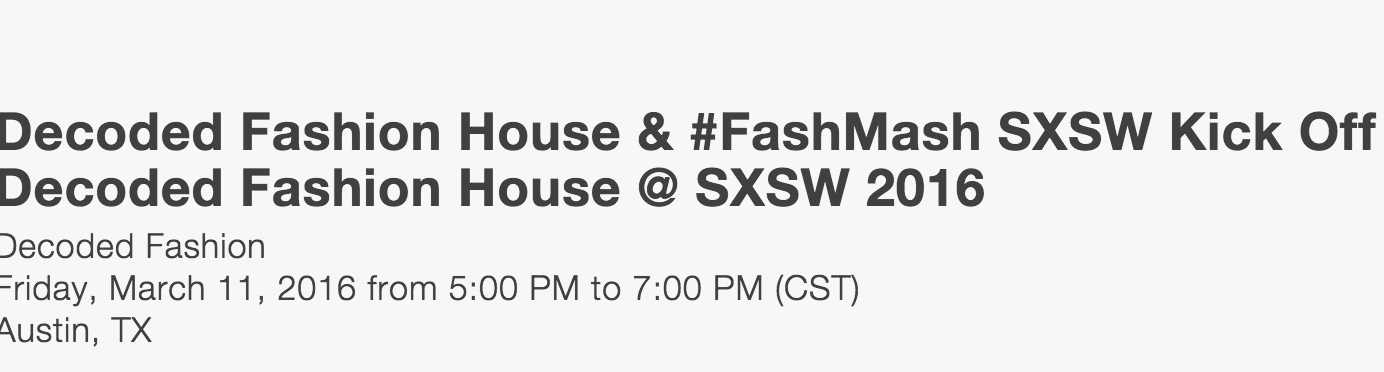 Decoded Fashion House & #FashMash SXSW Kick Off
Decoded Fashion House @ SXSW 2016
Decoded Fashion
Friday, March 11, 2016 from 5:00 PM to 7:00 PM (CST)
Austin, TX